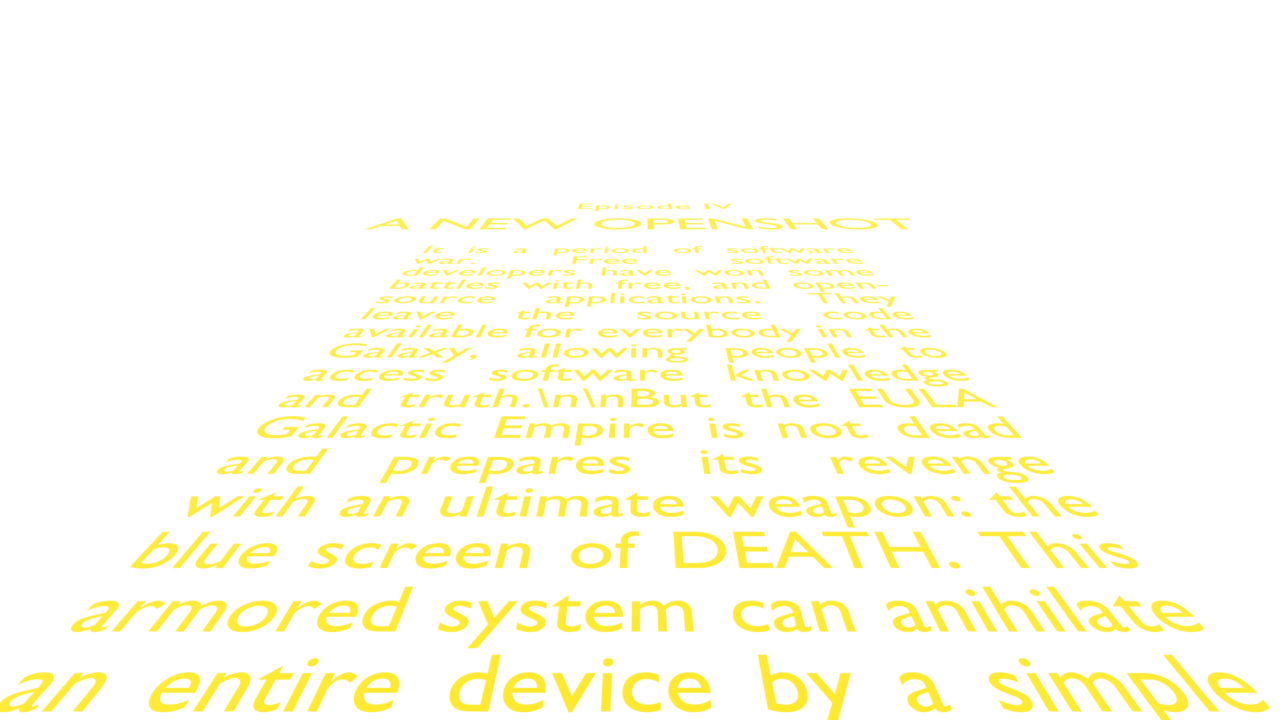 Episode IV
A NEW OPENSHOT
It is a period of software
war. Free software
developers have won some
battles with free, and open-
source applications. They
leave the source code
available for everybody in the
Galaxy, allowing people to
access software knowledge
and truth.\n\nBut the EULA
Galactic Empire is not dead
and prepares its revenge
with an ultimate weapon: the
blue screen of DEATH. This
armored system can anihilate
an entire device by a simple